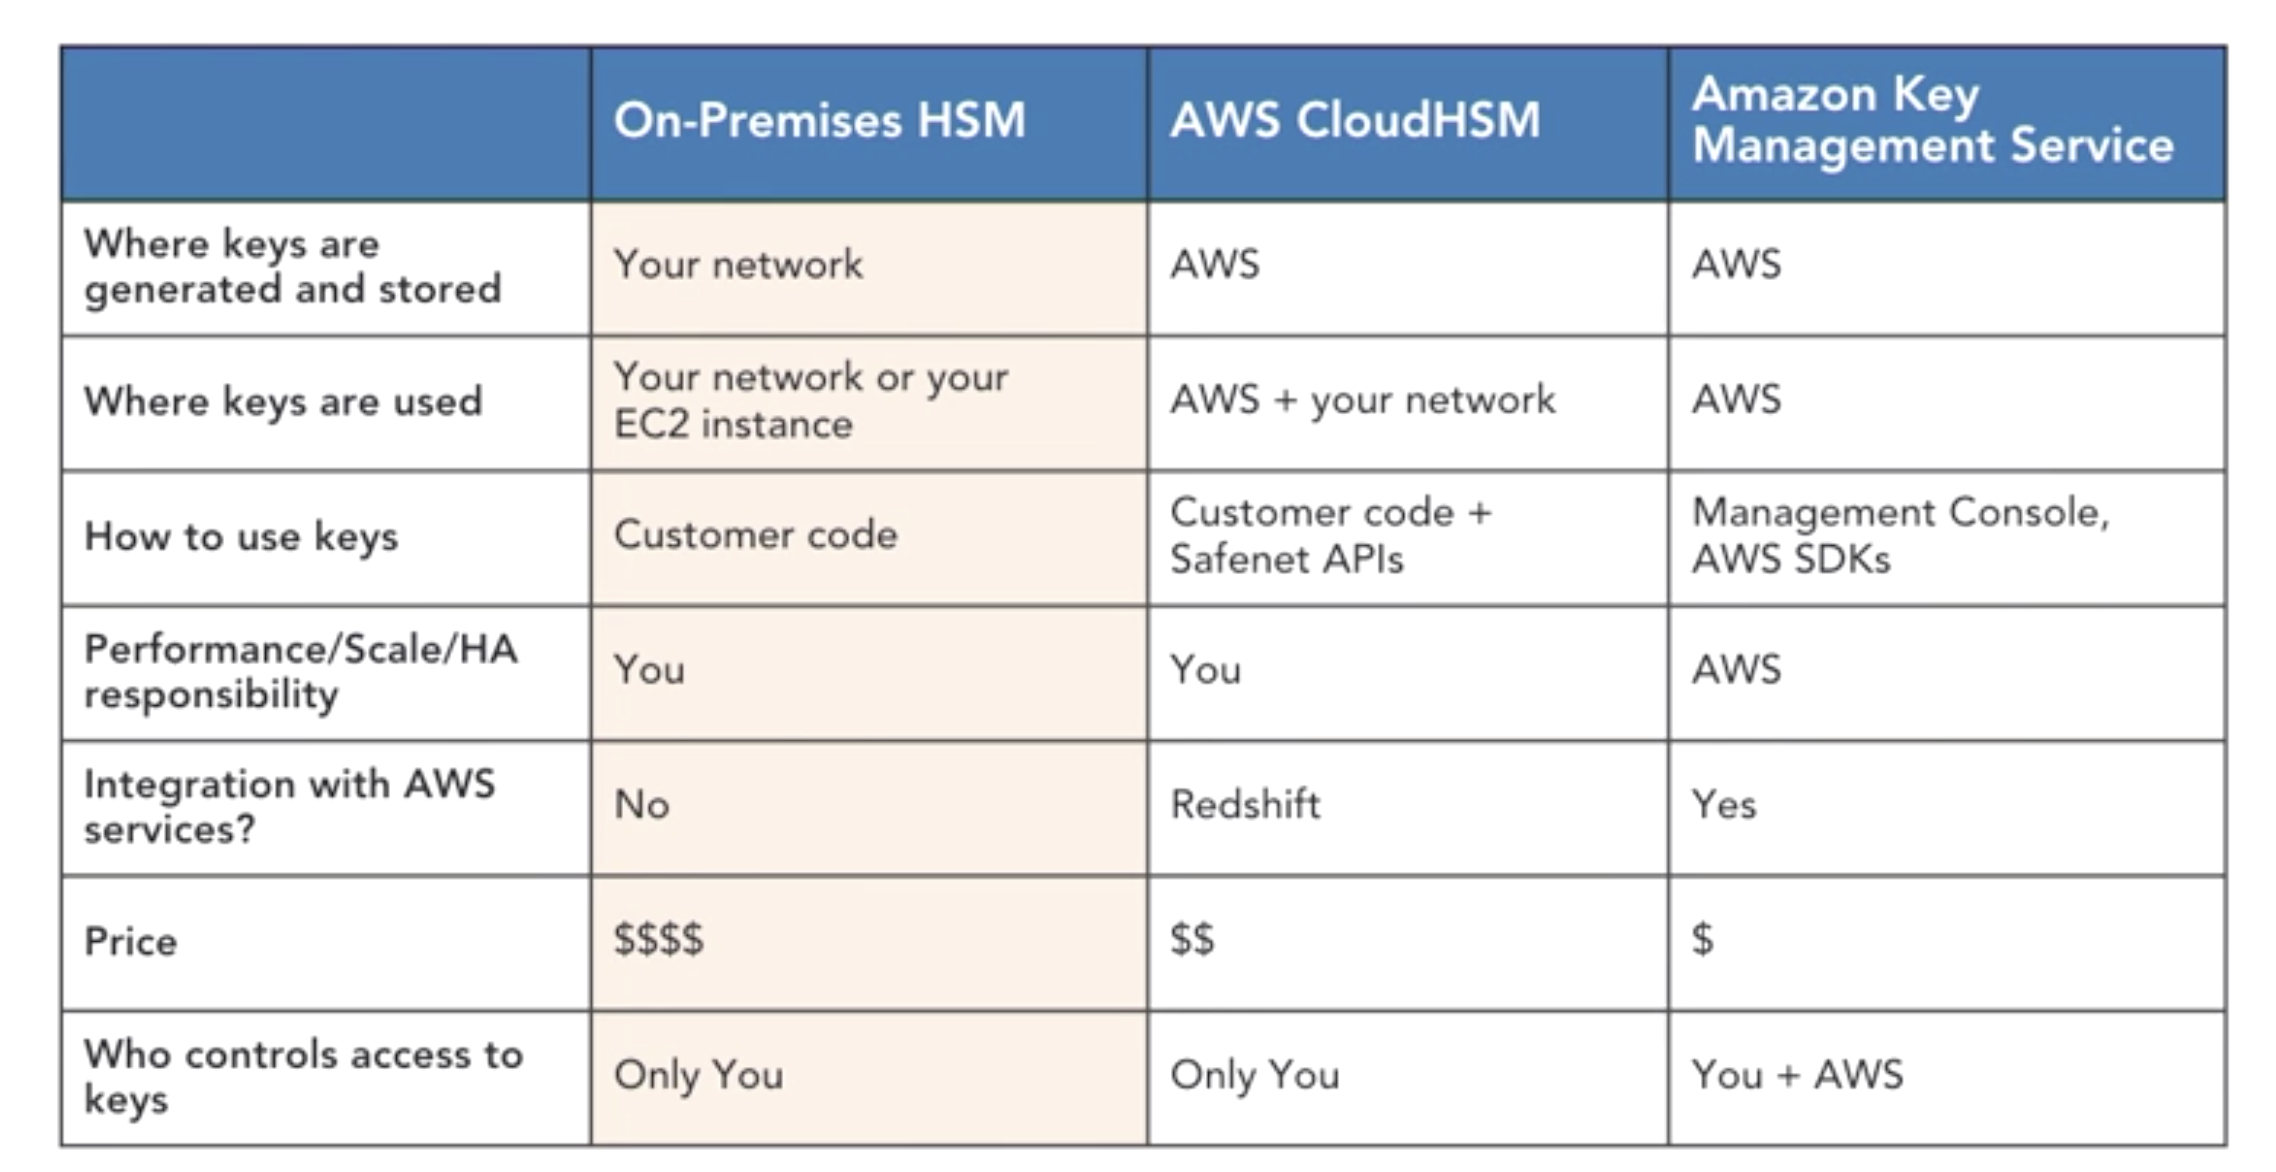 On-Premises HSM
AWS CloudHSM
Amazon Key
Management Service
Where keys are
generated and stored
Your network
AWS
AWS
Where keys are used
Your network or your
EC2 instance
AWS + your network
AWS
How to use keys
Customer code
Customer code +
Safenet APIs
Management Console,
AWS SDKs
Performance/Scale/HA
responsibility
You
You
AWS
Integration with AWS
services?
No
Redshift
Yes
Price
$$$$
$$
$
Who controls access to
keys
Only You
Only You
You + AWS